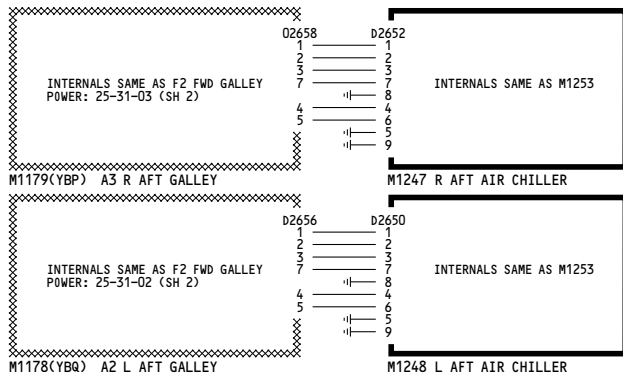 O2658 D2652
1 1
2 2
3 3
7 7
8
4 4
5 6
5
9
INTERNALS SAME AS F2 FWD GALLEY
POWER: 25-31-03 (SH 2)
INTERNALS SAME AS M1253
M1179(YBP) A3 R AFT GALLEY
M1247 R AFT AIR CHILLER
D2656 D2650
1 1
2 2
3 3
7 7
8
4 4
5 6
5
9
INTERNALS SAME AS F2 FWD GALLEY
POWER: 25-31-02 (SH 2)
INTERNALS SAME AS M1253
M1178(YBQ) A2 L AFT GALLEY
M1248 L AFT AIR CHILLER